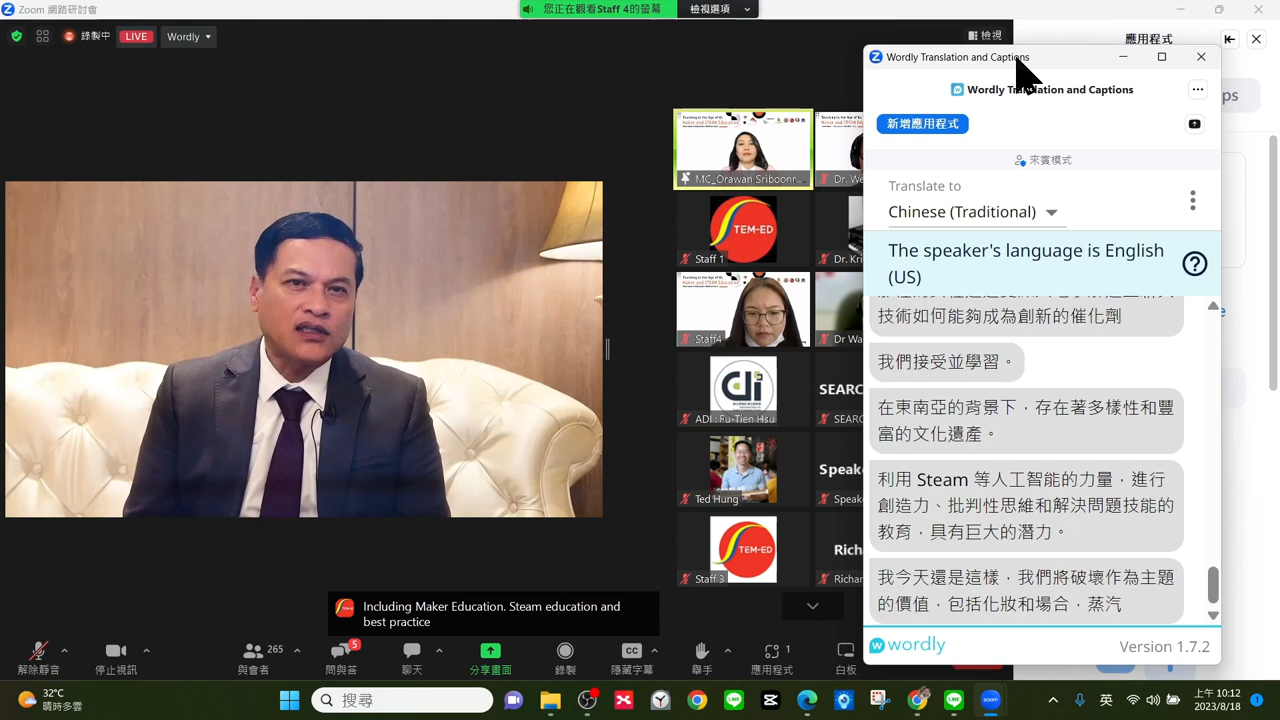 Zoom 網路研討會
您正在觀看Staff 4的螢幕
檢視選項
錄製中
LIVE
Wordly
檢視
應用程式
MC_Orawan Sriboonr...
Dr. We
TEM-ED
Staff 1
Dr. Kri
Staff4
Dr Wa
di
ADI : Fu-Tien Hsu
SEARC
SEARC
Ted Hung
Speake
Speake
TEM-ED
Staff 3
Richar
Richar
Including Maker Education. Steam education and
best practice
解除靜音
停止視訊
265
與會者
5
問與答
聊天
分享畫面
錄製
CC
隱藏字幕
舉手
1
應用程式
白板
Wordly Translation and Captions
Wordly Translation and Captions
新增應用程式
來賓模式
Translate to
Chinese (Traditional)
The speaker's language is English
(US)
技術如何能夠成為創新的催化劑
我們接受並學習。
在東南亞的背景下，存在著多樣性和豐
富的文化遺產。
利用 Steam 等人工智能的力量，進行
創造力、批判性思維和解決問題技能的
教育，具有巨大的潛力。
我今天還是這樣，我們將破壞作為主題
的價值，包括化妝和場合，蒸汽
wordly
Version 1.7.2
ps
32°C
晴時多雲
搜尋
zoom
英
上午 10:12
2023/8/18
1